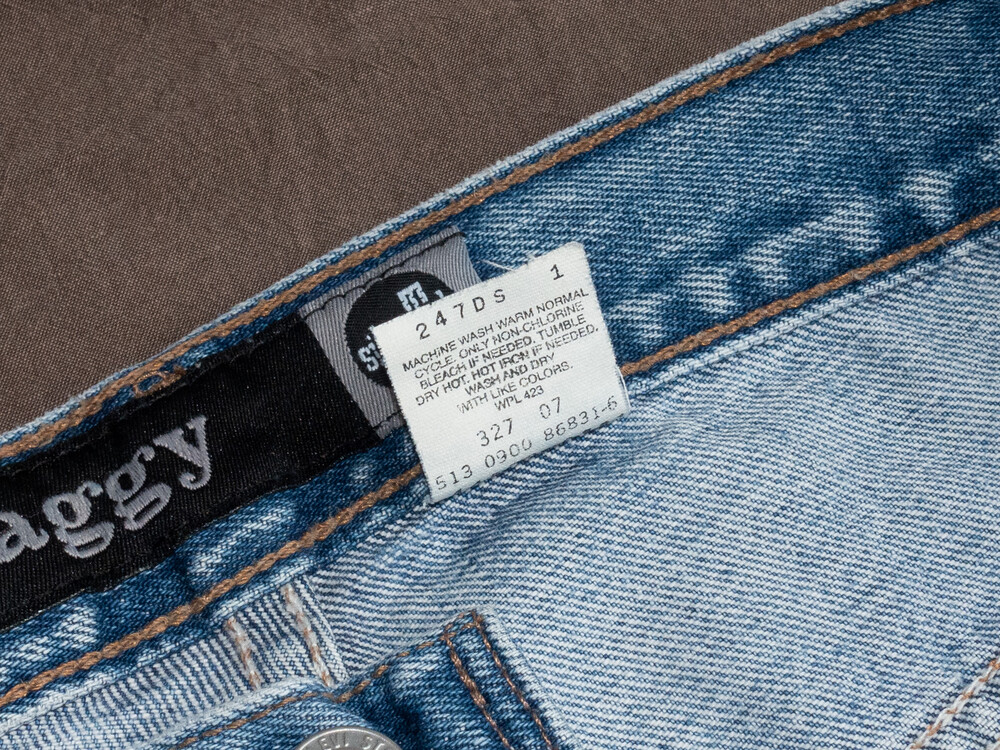 247DS 1
MACHINE WASH WARM NORMAL
CYCLE. ONLY NON-CHLORINE
BLEACH IF NEEDED. TUMBLE
DRY HOT. HOT IRON IF NEEDED.
WASH AND DRY
WITH LIKE COLORS.
WPL 423
327 07
513 0900 86831-6
aggy